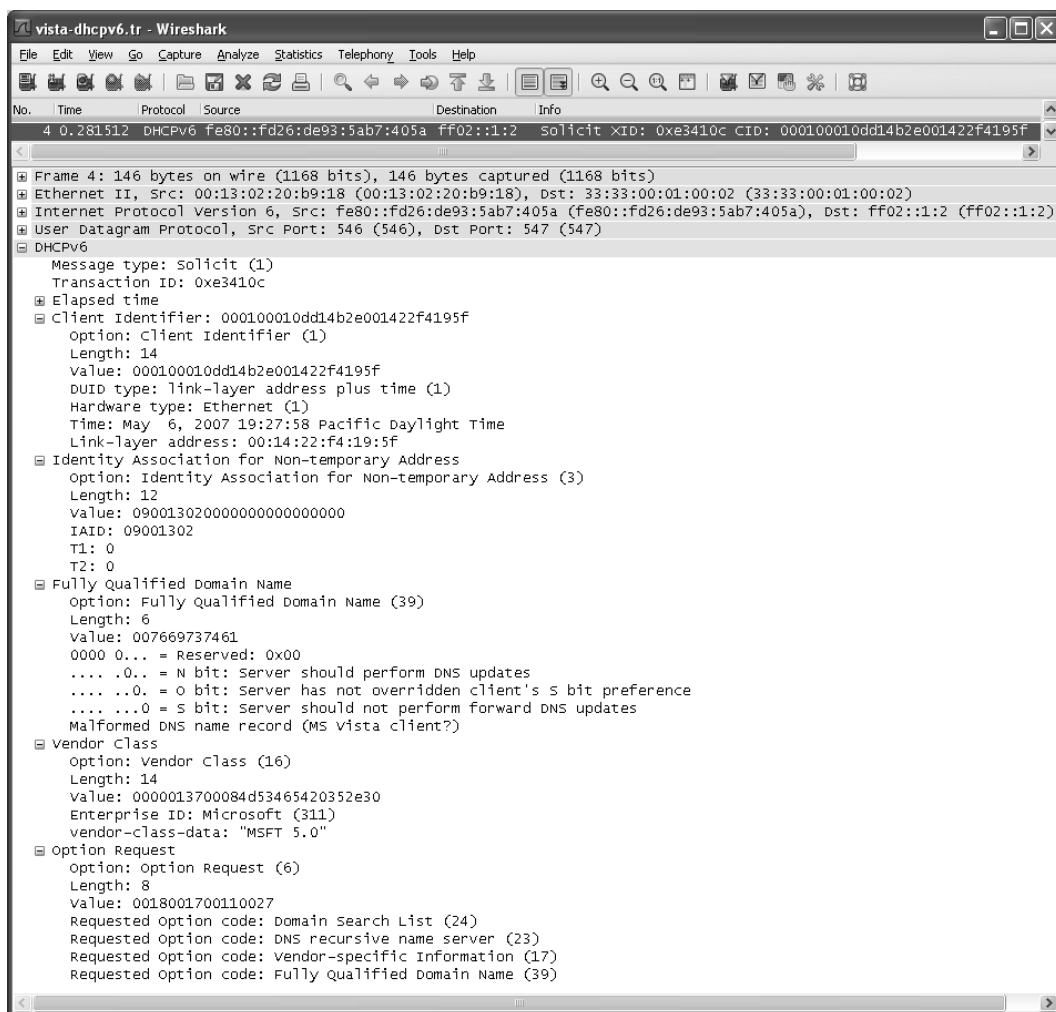 vista-dhcpv6.tr - Wireshark
File Edit View Go Capture Analyze Statistics Telephony Tools Help
No. Time Protocol Source Destination Info
4 0.281512 DHCPv6 fe80::fd26:de93:5ab7:405a ff02::1:2 Solicit XID: 0xe3410c CID: 000100010dd14b2e001422f4195f
Frame 4: 146 bytes on wire (1168 bits), 146 bytes captured (1168 bits)
Ethernet II, Src: 00:13:02:20:b9:18 (00:13:02:20:b9:18), Dst: 33:33:00:01:00:02 (33:33:00:01:00:02)
Internet Protocol Version 6, Src: fe80::fd26:de93:5ab7:405a (fe80::fd26:de93:5ab7:405a), Dst: ff02::1:2 (ff02::1:2)
User Datagram Protocol, Src Port: 546 (546), Dst Port: 547 (547)
DHCPv6
Message type: Solicit (1)
Transaction ID: 0xe3410c
Elapsed time
Client Identifier: 000100010dd14b2e001422f4195f
Option: Client Identifier (1)
Length: 14
Value: 000100010dd14b2e001422f4195f
DUID type: link-layer address plus time (1)
Hardware type: Ethernet (1)
Time: May 6, 2007 19:27:58 Pacific Daylight Time
Link-layer address: 00:14:22:f4:19:5f
Identity Association for Non-temporary Address
Option: Identity Association for Non-temporary Address (3)
Length: 12
Value: 090013020000000000000000
IAID: 09001302
T1: 0
T2: 0
Fully Qualified Domain Name
Option: Fully Qualified Domain Name (39)
Length: 6
Value: 007669737461
0000 0... = Reserved: 0x00
.... .0.. = N bit: Server should perform DNS updates
.... ..0. = O bit: Server has not overridden client's S bit preference
.... ...0 = S bit: Server should not perform forward DNS updates
Malformed DNS name record (MS Vista client?)
Vendor Class
Option: Vendor Class (16)
Length: 14
Value: 0000013700084d53465420352e30
Enterprise ID: Microsoft (311)
vendor-class-data: "MSFT 5.0"
Option Request
Option: Option Request (6)
Length: 8
Value: 0018001700110027
Requested Option code: Domain Search List (24)
Requested Option code: DNS recursive name server (23)
Requested Option code: Vendor-specific Information (17)
Requested Option code: Fully Qualified Domain Name (39)